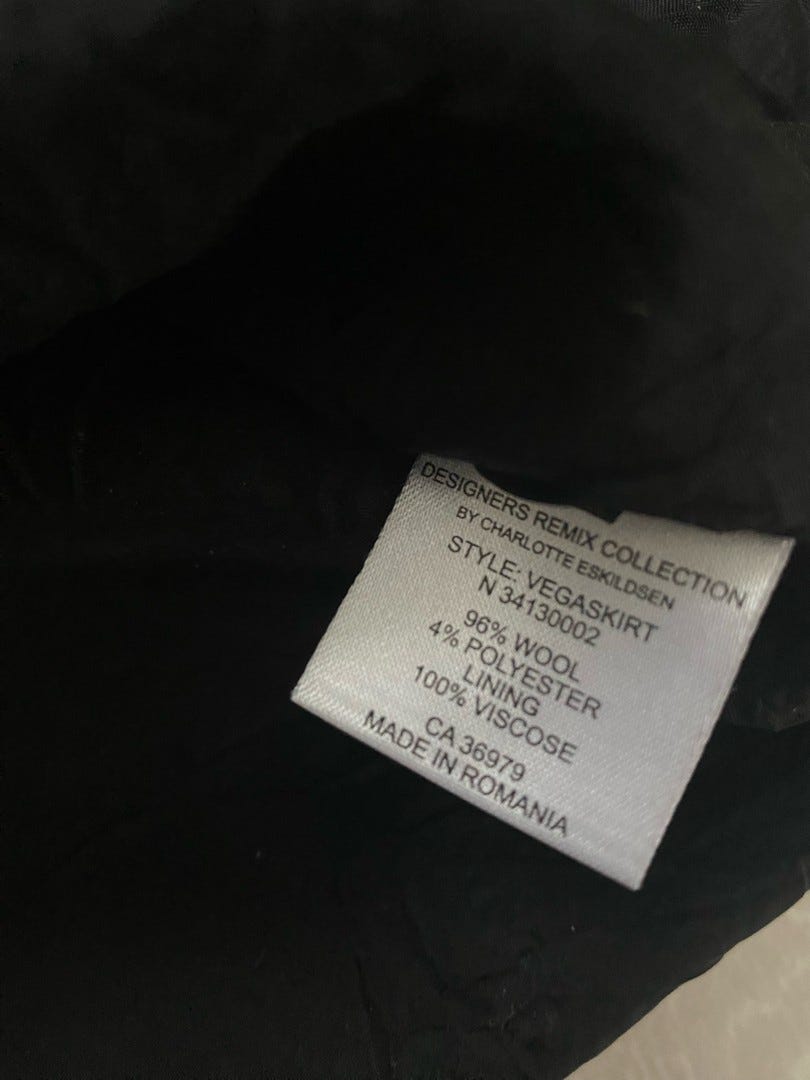 DESIGNERS REMIX COLLECTION
BY CHARLOTTE ESKILDSEN
STYLE: VEGASKIRT
N 34130002
96% WOOL
4% POLYESTER
LINING
100% VISCOSE
CA 36979
MADE IN ROMANIA